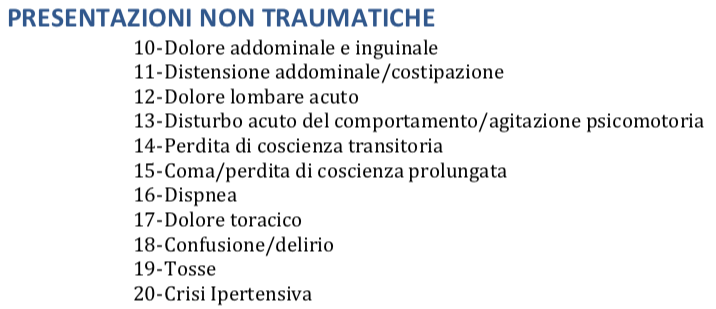 PRESENTAZIONI NON TRAUMATICHE
10-Dolore addominale e inguinale
11-Distensione addominale/costipazione
12-Dolore lombare acuto
13-Disturbo acuto del comportamento/agitazione psicomotoria
14-Perdita di coscienza transitoria
15-Coma/perdita di coscienza prolungata
16-Dispnea
17-Dolore toracico
18-Confusione/delirio
19-Tosse
20-Crisi Ipertensiva